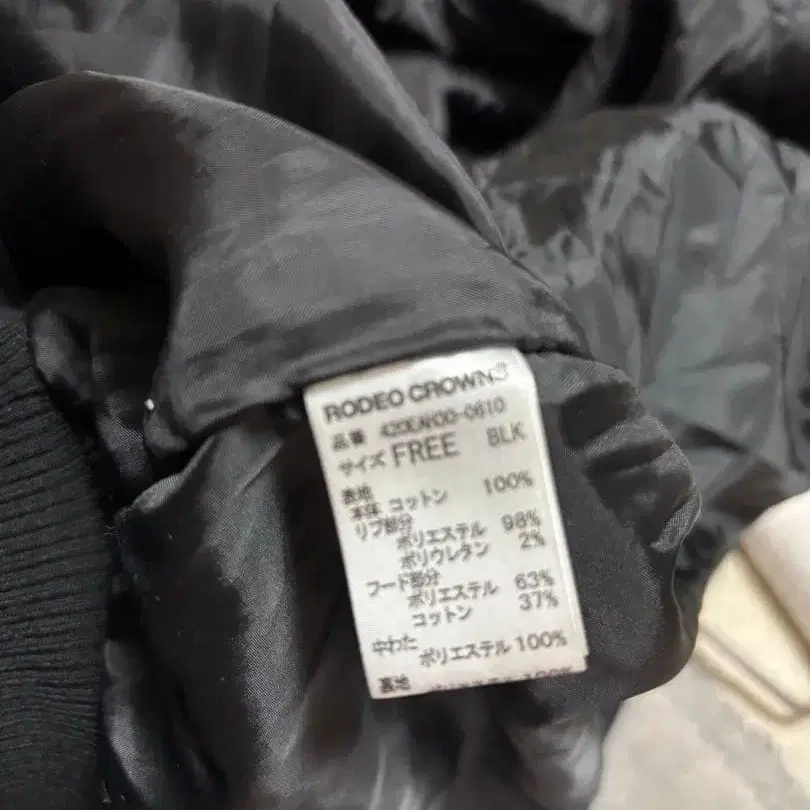 RODEO CROWNS
品番 420EAH30-0610
サイズ FREE BLK
表地
本体 コットン 100%
リブ部分
ポリエステル 98%
ポリウレタン 2%
フード部分
ポリエステル 63%
コットン 37%
中わた
ポリエステル 100%
裏地 100%